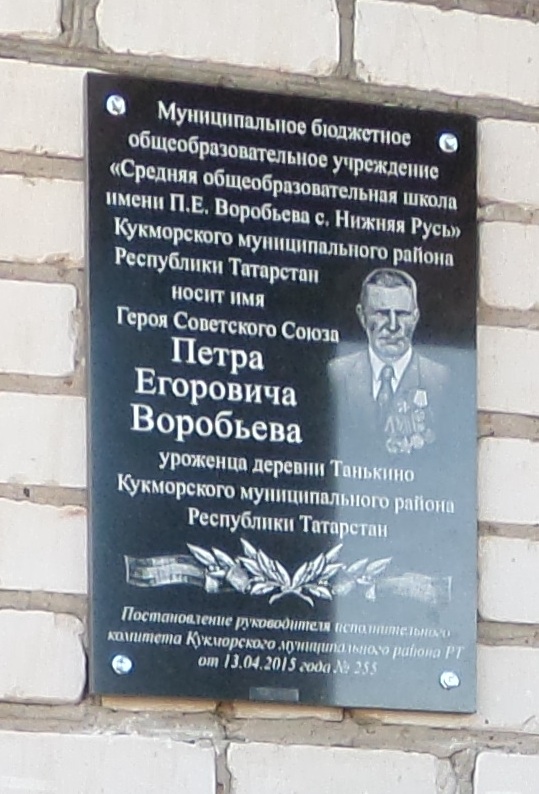 Муниципальное бюджетное
общеобразовательное учреждение
«Средняя общеобразовательная школа
имени П.Е. Воробьева с. Нижняя Русь»
Кукморского муниципального района
Республики Татарстан
носит имя
Героя Советского Союза
Петра
Егоровича
Воробьева
уроженца деревни Танькино
Кукморского муниципального района
Республики Татарстан
Постановление руководителя исполнительного
комитета Кукморского муниципального района РТ
от 13.04.2015 года № 255